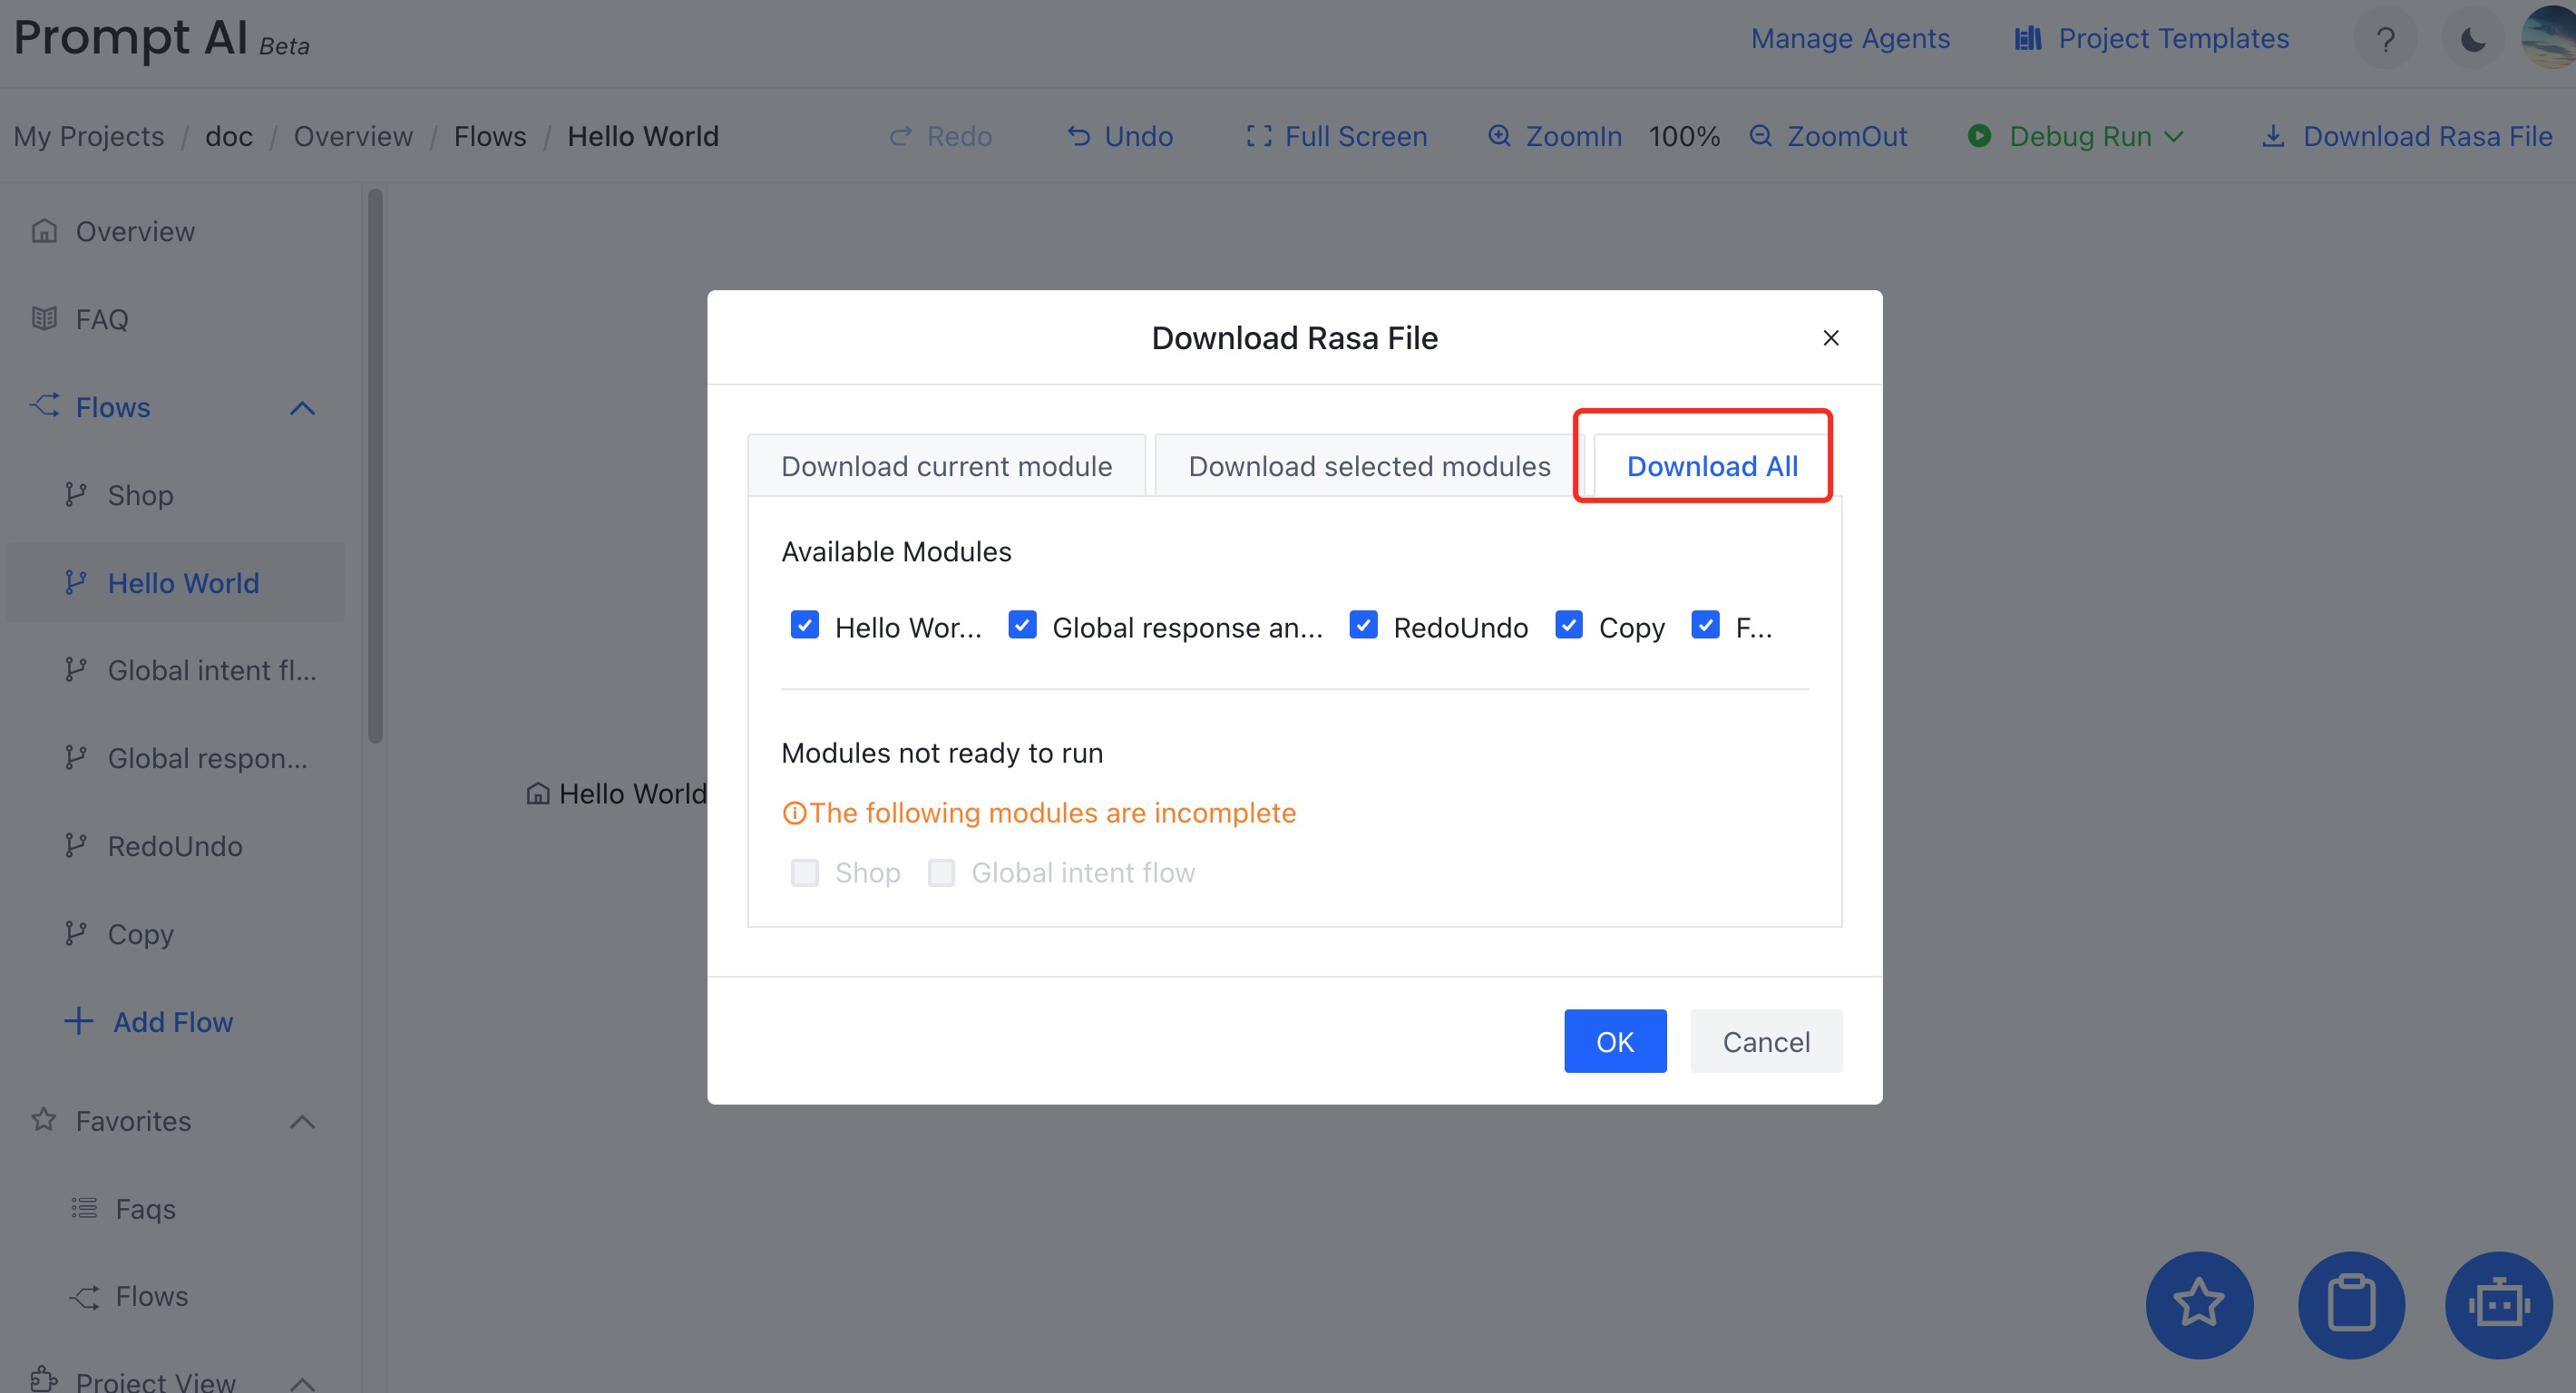 Prompt AI Beta
Manage Agents
Project Templates
?
My Projects / doc / Overview / Flows / Hello World
Redo
Undo
Full Screen
ZoomIn
100%
ZoomOut
Debug Run
Download Rasa File
Overview
FAQ
Flows
Shop
Hello World
Global intent fl...
Global respon...
RedoUndo
Copy
Add Flow
Favorites
Faqs
Flows
Project View
Hello World
Download Rasa File
Download current module
Download selected modules
Download All
Available Modules
Hello Wor...
Global response an...
RedoUndo
Copy
F...
Modules not ready to run
The following modules are incomplete
Shop
Global intent flow
OK
Cancel